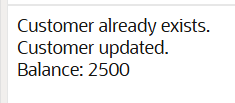 Customer already exists.
Customer updated.
Balance: 2500